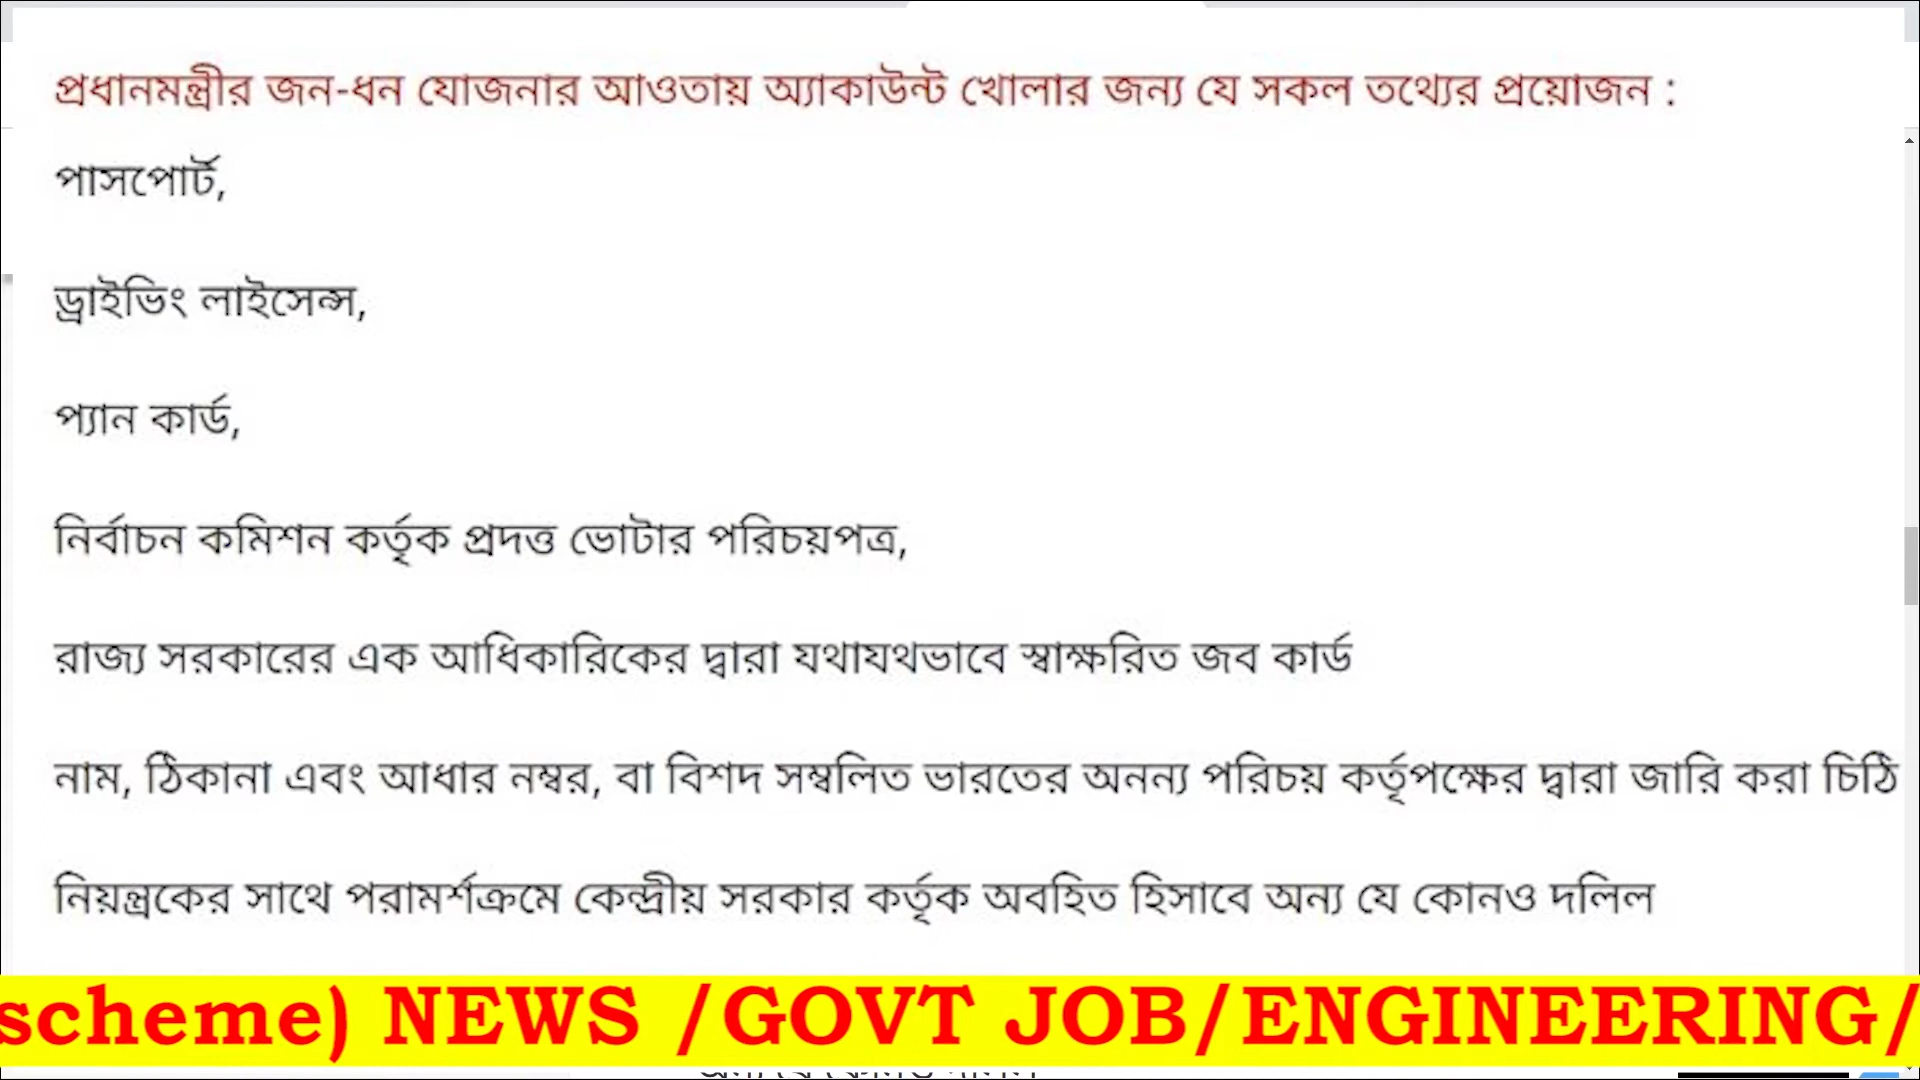 প্রধানমন্ত্রীর জন-ধন যোজনার আওতায় অ্যাকাউন্ট খোলার জন্য যে সকল তথ্যের প্রয়োজন :
পাসপোর্ট,
ড্রাইভিং লাইসেন্স,
প্যান কার্ড,
নির্বাচন কমিশন কর্তৃক প্রদত্ত ভোটার পরিচয়পত্র,
রাজ্য সরকারের এক আধিকারিকের দ্বারা যথাযথভাবে স্বাক্ষরিত জব কার্ড
নাম, ঠিকানা এবং আধার নম্বর, বা বিশদ সম্বলিত ভারতের অনন্য পরিচয় কর্তৃপক্ষের দ্বারা জারি করা চিঠি
নিয়ন্ত্রকের সাথে পরামর্শক্রমে কেন্দ্রীয় সরকার কর্তৃক অবহিত হিসাবে অন্য যে কোনও দলিল
scheme) NEWS /GOVT JOB/ENGINEERING/